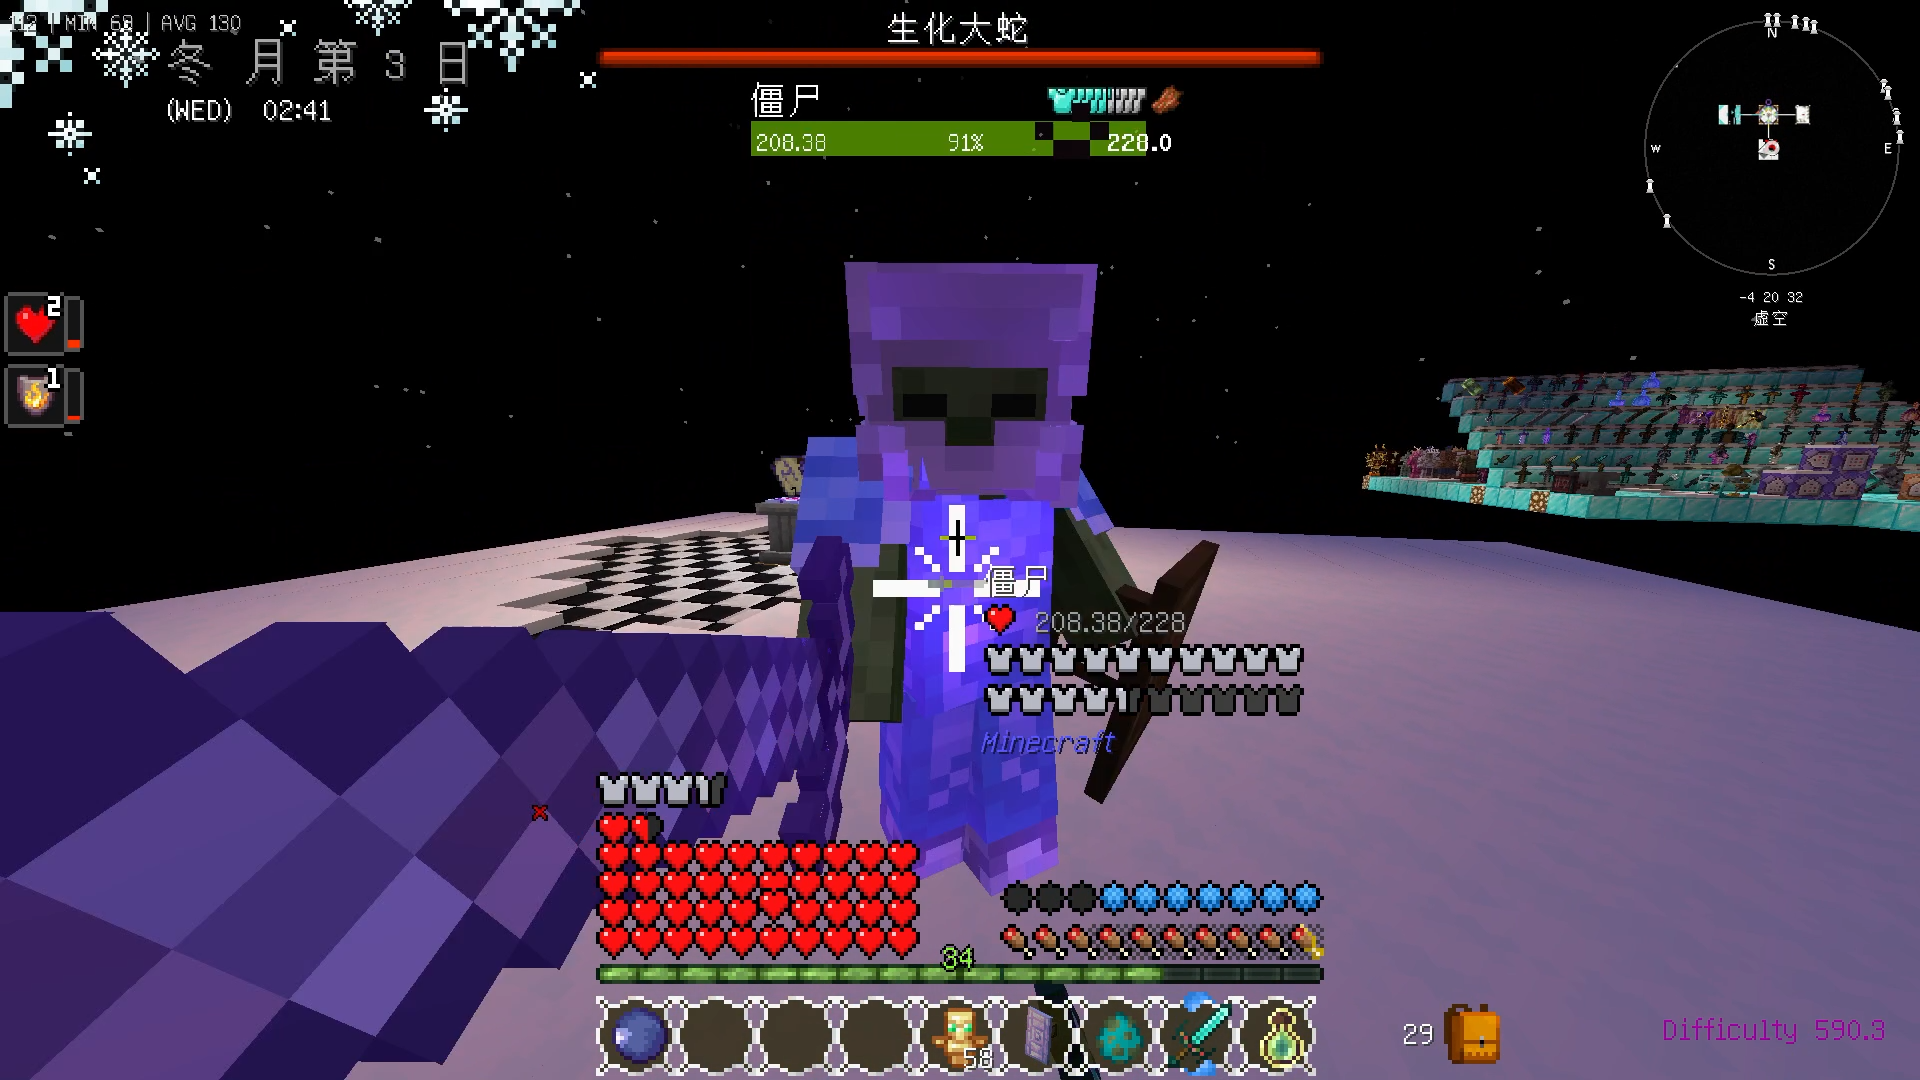 112 | MIN 68 | AVG 130
冬月第3日
(WED) 02:41
生化大蛇
僵尸
208.38 91% 228.0
2
1
N
W
E
S
-4 20 32
虚空
僵尸
208.38/228
Minecraft
34
58
29
Difficulty 590.3